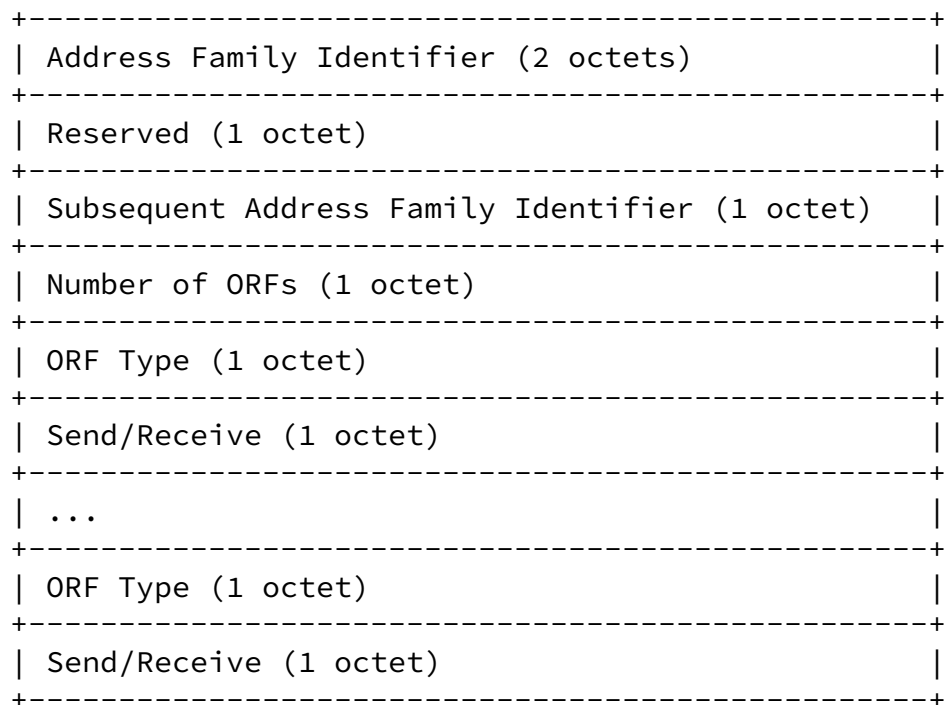 +--------------------------------------------------+
| Address Family Identifier (2 octets)             |
+--------------------------------------------------+
| Reserved (1 octet)                               |
+--------------------------------------------------+
| Subsequent Address Family Identifier (1 octet)   |
+--------------------------------------------------+
| Number of ORFs (1 octet)                         |
+--------------------------------------------------+
| ORF Type (1 octet)                               |
+--------------------------------------------------+
| Send/Receive (1 octet)                           |
+--------------------------------------------------+
| ...                                              |
+--------------------------------------------------+
| ORF Type (1 octet)                               |
+--------------------------------------------------+
| Send/Receive (1 octet)                           |
+--------------------------------------------------+